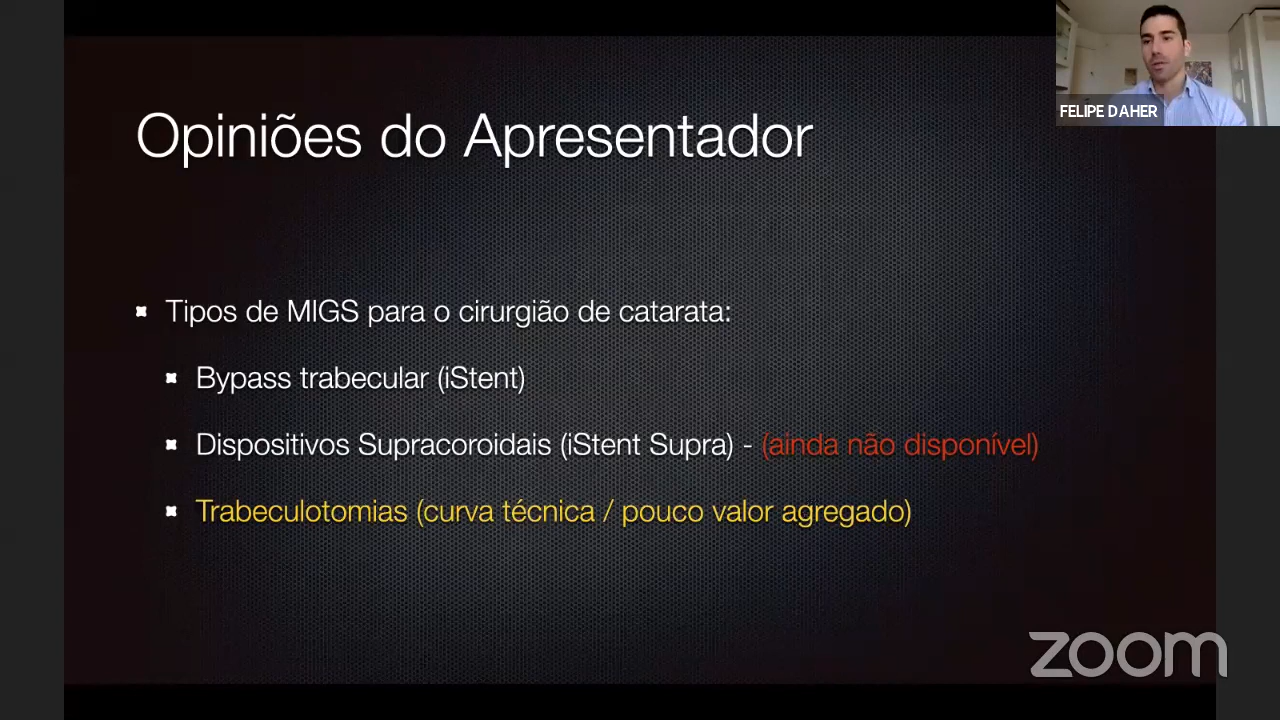 FELIPE DAHER
Opiniões do Apresentador
Tipos de MIGS para o cirurgião de catarata:
Bypass trabecular (iStent)
Dispositivos Supracoroidais (iStent Supra) - (ainda não disponível)
Trabeculotomias (curva técnica / pouco valor agregado)
zoom